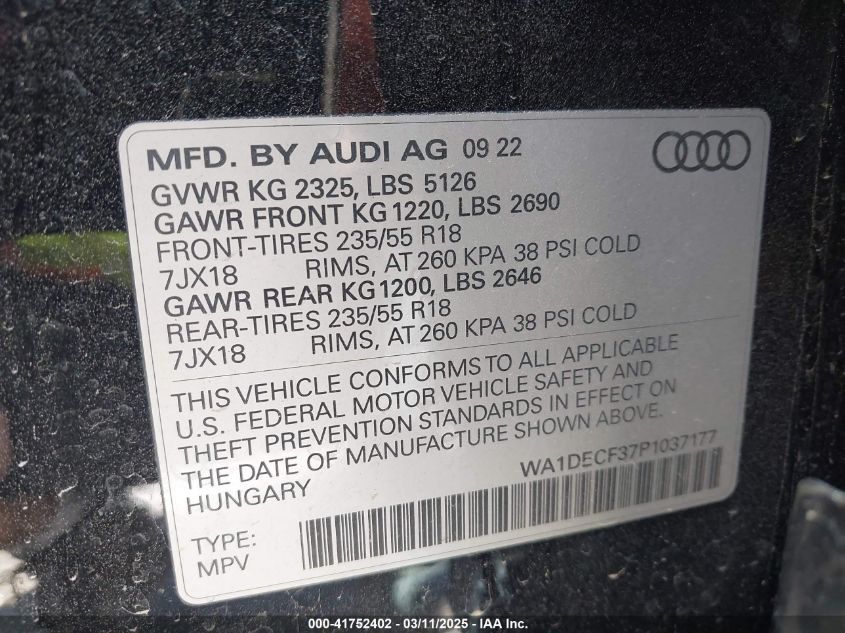 MFD. BY AUDI AG 09 22
GVWR KG 2325, LBS 5126
GAWR FRONT KG 1220, LBS 2690
FRONT-TIRES 235/55 R18
7JX18 RIMS, AT 260 KPA 38 PSI COLD
GAWR REAR KG 1200, LBS 2646
REAR-TIRES 235/55 R18
7JX18 RIMS, AT 260 KPA 38 PSI COLD
THIS VEHICLE CONFORMS TO ALL APPLICABLE
U.S. FEDERAL MOTOR VEHICLE SAFETY AND
THEFT PREVENTION STANDARDS IN EFFECT ON
THE DATE OF MANUFACTURE SHOWN ABOVE.
HUNGARY
WA1DECF37P1037177
TYPE:
MPV
000-41752402 - 03/11/2025 - IAA, Inc.